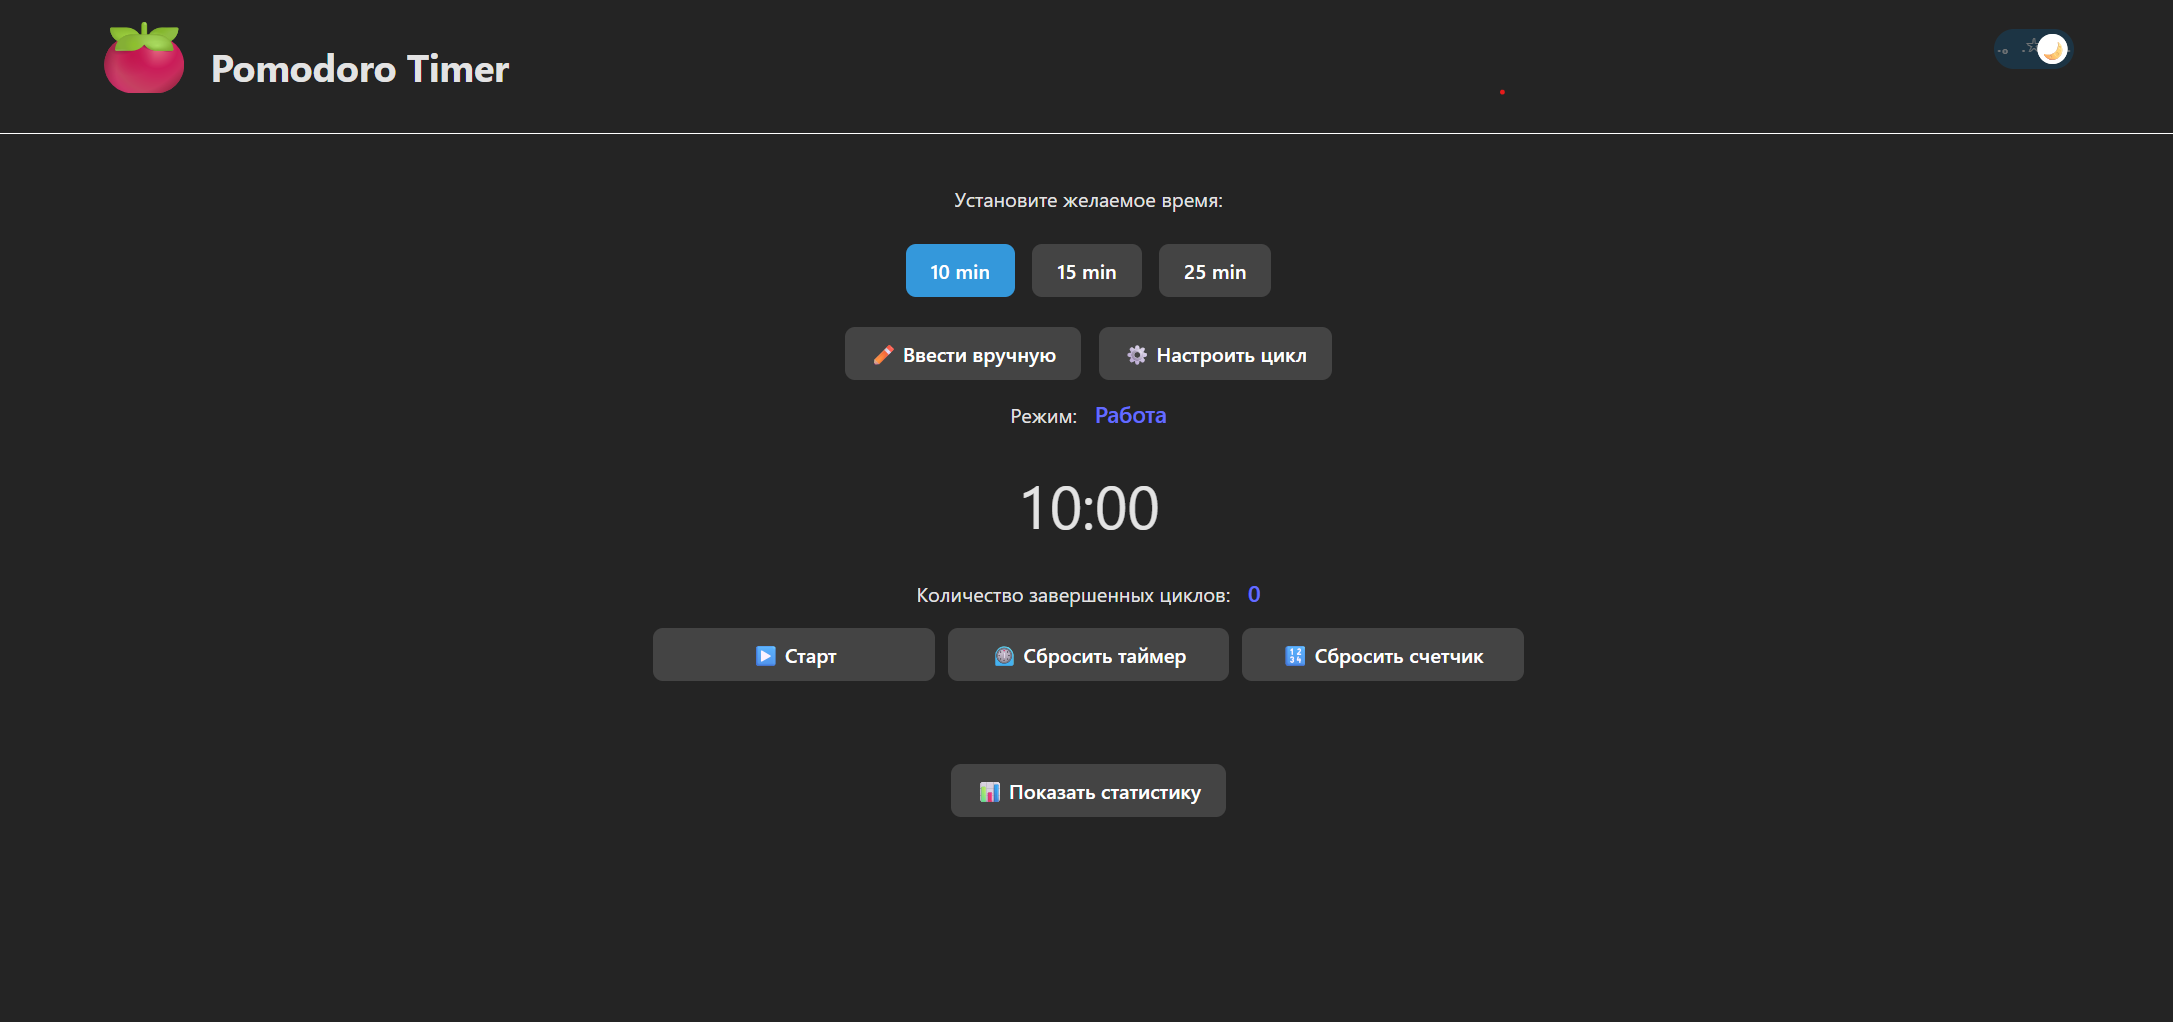 Pomodoro Timer
Установите желаемое время:
10 min 15 min 25 min
Ввести вручную Настроить цикл
Режим: Работа
10:00
Количество завершенных циклов: 0
Старт Сбросить таймер Сбросить счетчик
Показать статистику